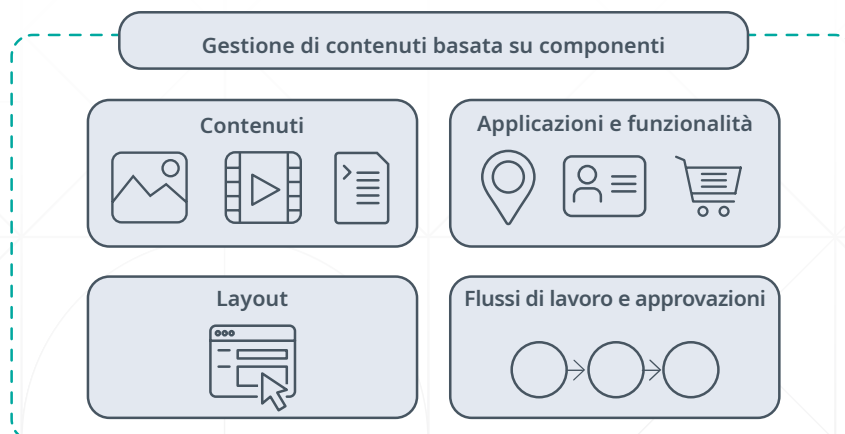 Gestione di contenuti basata su componenti
Contenuti
Applicazioni e funzionalità
Layout
Flussi di lavoro e approvazioni